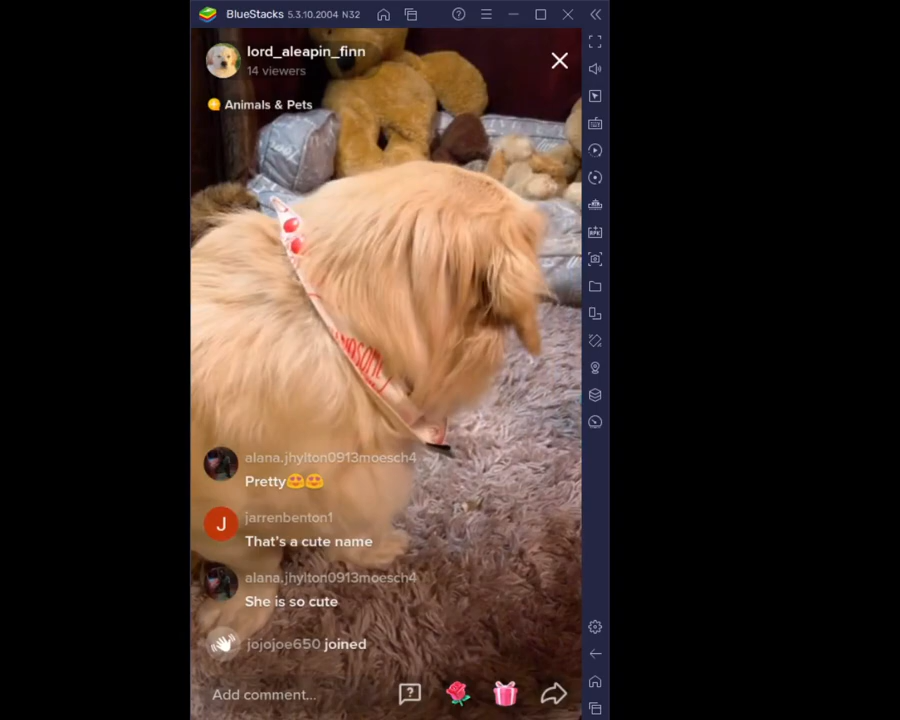 BlueStacks 5.3.10.2004 N32
lord_aleapin_finn
14 viewers
Animals & Pets
alana.jhylton0913moesch4
Pretty😍😍
J
jarrenbenton1
That's a cute name
alana.jhylton0913moesch4
She is so cute
jojojoe650 joined
Add comment...